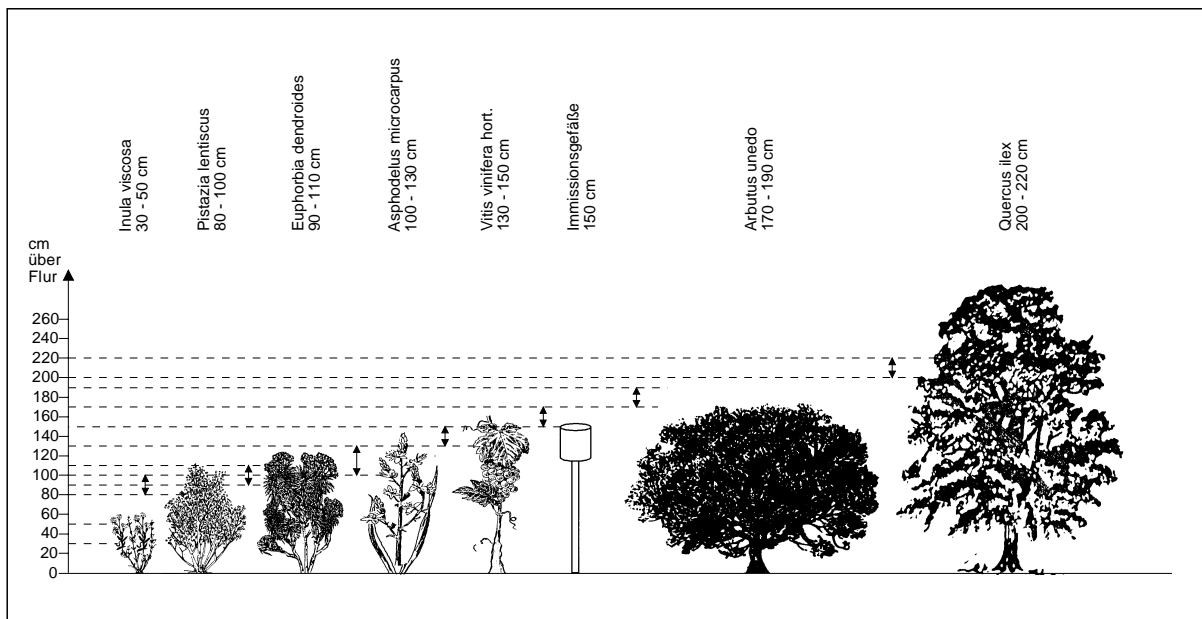 Inula viscosa
30 - 50 cm
Pistazia lentiscus
80 - 100 cm
Euphorbia dendroides
90 - 110 cm
Asphodelus microcarpus
100 - 130 cm
Vitis vinifera hort.
130 - 150 cm
Inmissionsgefäße
150 cm
Arbutus unedo
170 - 190 cm
Quercus ilex
200 - 220 cm
cm
über
Flur
260
240
220
200
180
160
140
120
100
80
60
40
20
0